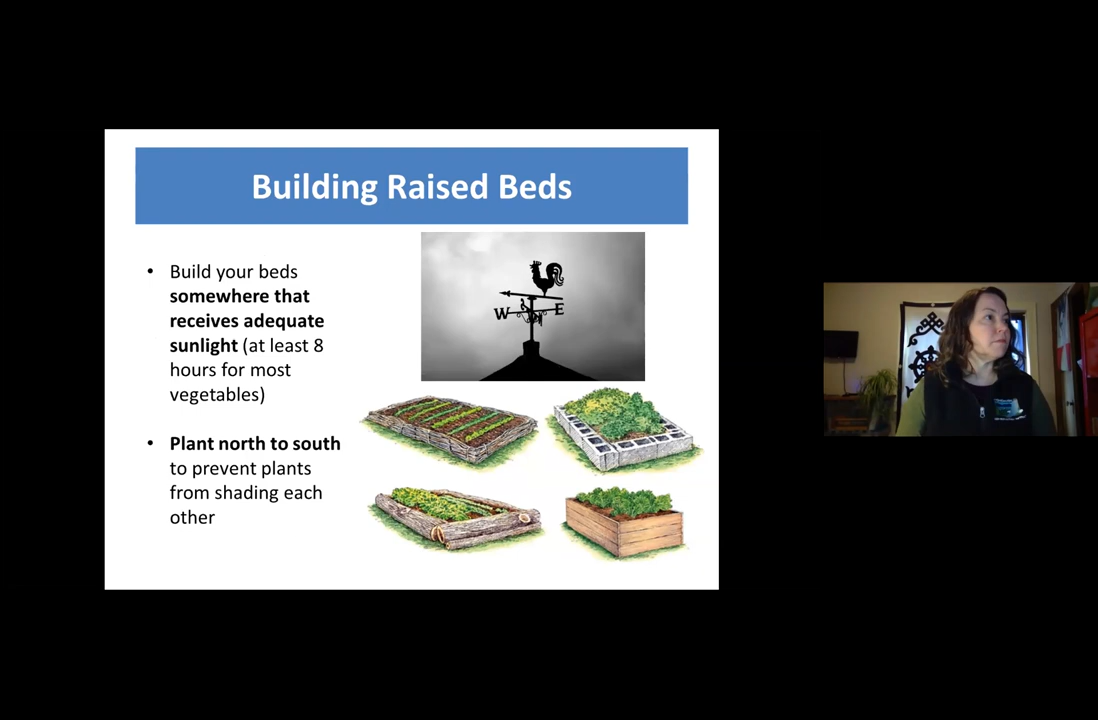 Building Raised Beds
• Build your beds
somewhere that
receives adequate
sunlight (at least 8
hours for most
vegetables)
• Plant north to south
to prevent plants
from shading each
other
W E